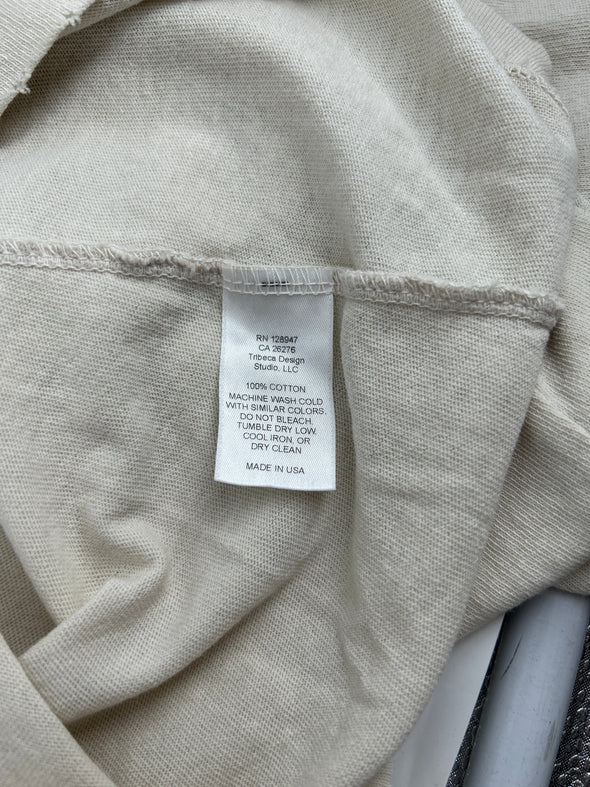 RN 128947
CA 26276
Tribeca Design
Studio, LLC
100% COTTON
MACHINE WASH COLD
WITH SIMILAR COLORS.
DO NOT BLEACH.
TUMBLE DRY LOW.
COOL IRON, OR
DRY CLEAN
MADE IN USA